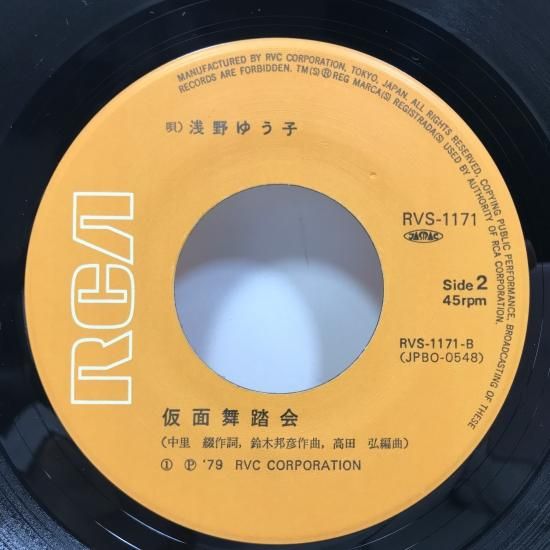 MANUFACTURED BY RVC CORPORATION, TOKYO, JAPAN. ALL RIGHTS RESERVED. COPYING PUBLIC PERFORMANCE, BROADCASTING OF THESE
RECORDS ARE FORBIDDEN. TM(S)® REG MARCA(S) REGISTRADA(S) USED BY AUTHORITY OF RCA CORPORATION.
唄) 浅野ゆう子
RCA
RVS-1171
JASRAC
Side 2
45rpm
RVS-1171-B
(JPBO-0548)
仮面舞踏会
(中里 綴作詞, 鈴木邦彦作曲, 高田 弘編曲)
① Ⓟ '79 RVC CORPORATION